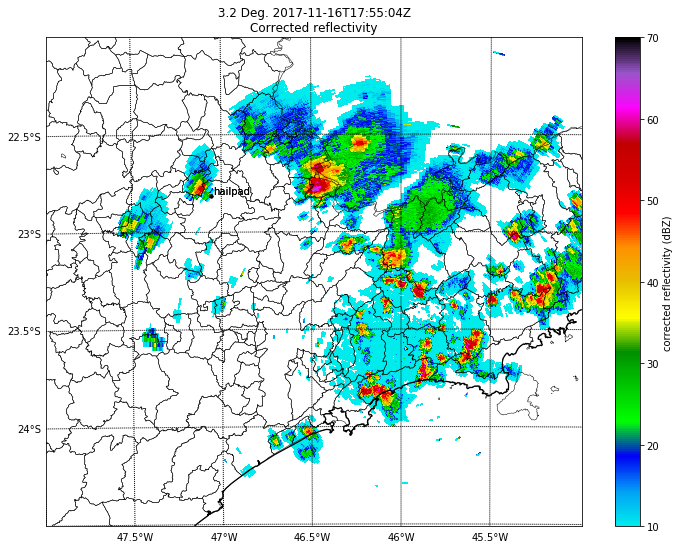 3.2 Deg. 2017-11-16T17:55:04Z
Corrected reflectivity
22.5°S
23°S
23.5°S
24°S
47.5°W
47°W
46.5°W
46°W
45.5°W
hailpad
70
60
50
40
30
20
10
corrected reflectivity (dBZ)